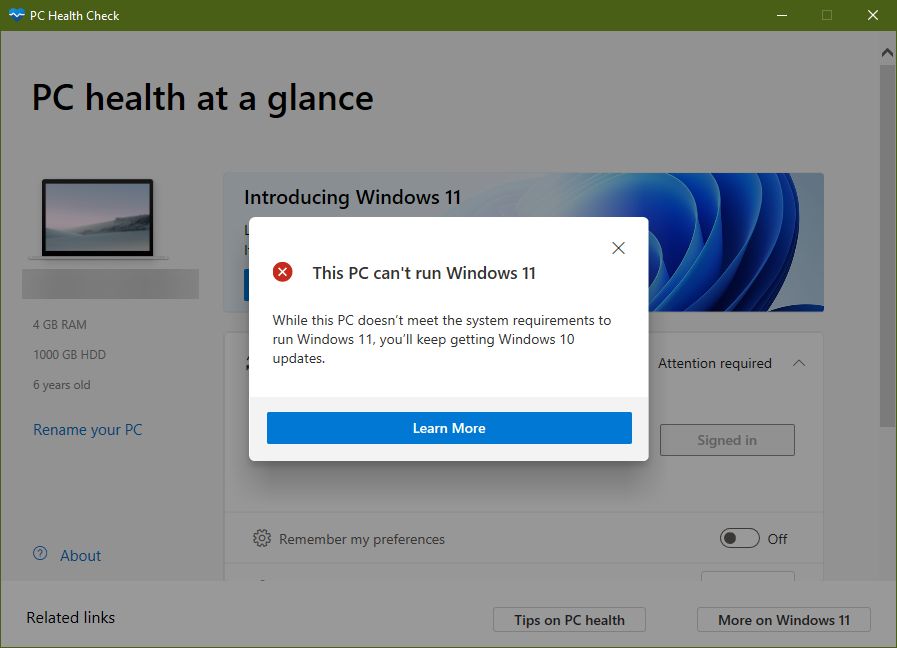 PC Health Check
PC health at a glance
Introducing Windows 11
This PC can't run Windows 11
While this PC doesn’t meet the system requirements to
run Windows 11, you’ll keep getting Windows 10
updates.
Learn More
4 GB RAM
1000 GB HDD
6 years old
Rename your PC
About
Attention required
Signed in
Remember my preferences
Off
Related links
Tips on PC health
More on Windows 11